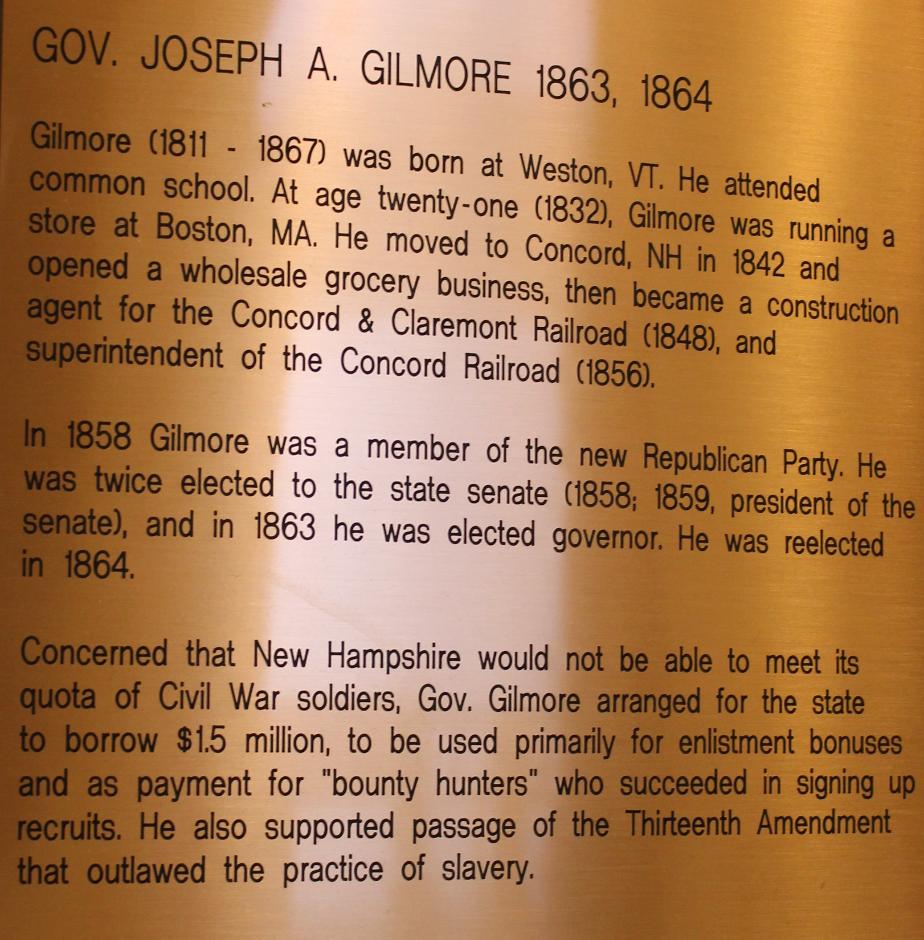 GOV. JOSEPH A. GILMORE 1863, 1864
Gilmore (1811 - 1867) was born at Weston, VT. He attended
common school. At age twenty-one (1832), Gilmore was running a
store at Boston, MA. He moved to Concord, NH in 1842 and
opened a wholesale grocery business, then became a construction
agent for the Concord & Claremont Railroad (1848), and
superintendent of the Concord Railroad (1856).
In 1858 Gilmore was a member of the new Republican Party. He
was twice elected to the state senate (1858; 1859, president of the
senate), and in 1863 he was elected governor. He was reelected
in 1864.
Concerned that New Hampshire would not be able to meet its
quota of Civil War soldiers, Gov. Gilmore arranged for the state
to borrow $1.5 million, to be used primarily for enlistment bonuses
and as payment for "bounty hunters" who succeeded in signing up
recruits. He also supported passage of the Thirteenth Amendment
that outlawed the practice of slavery.